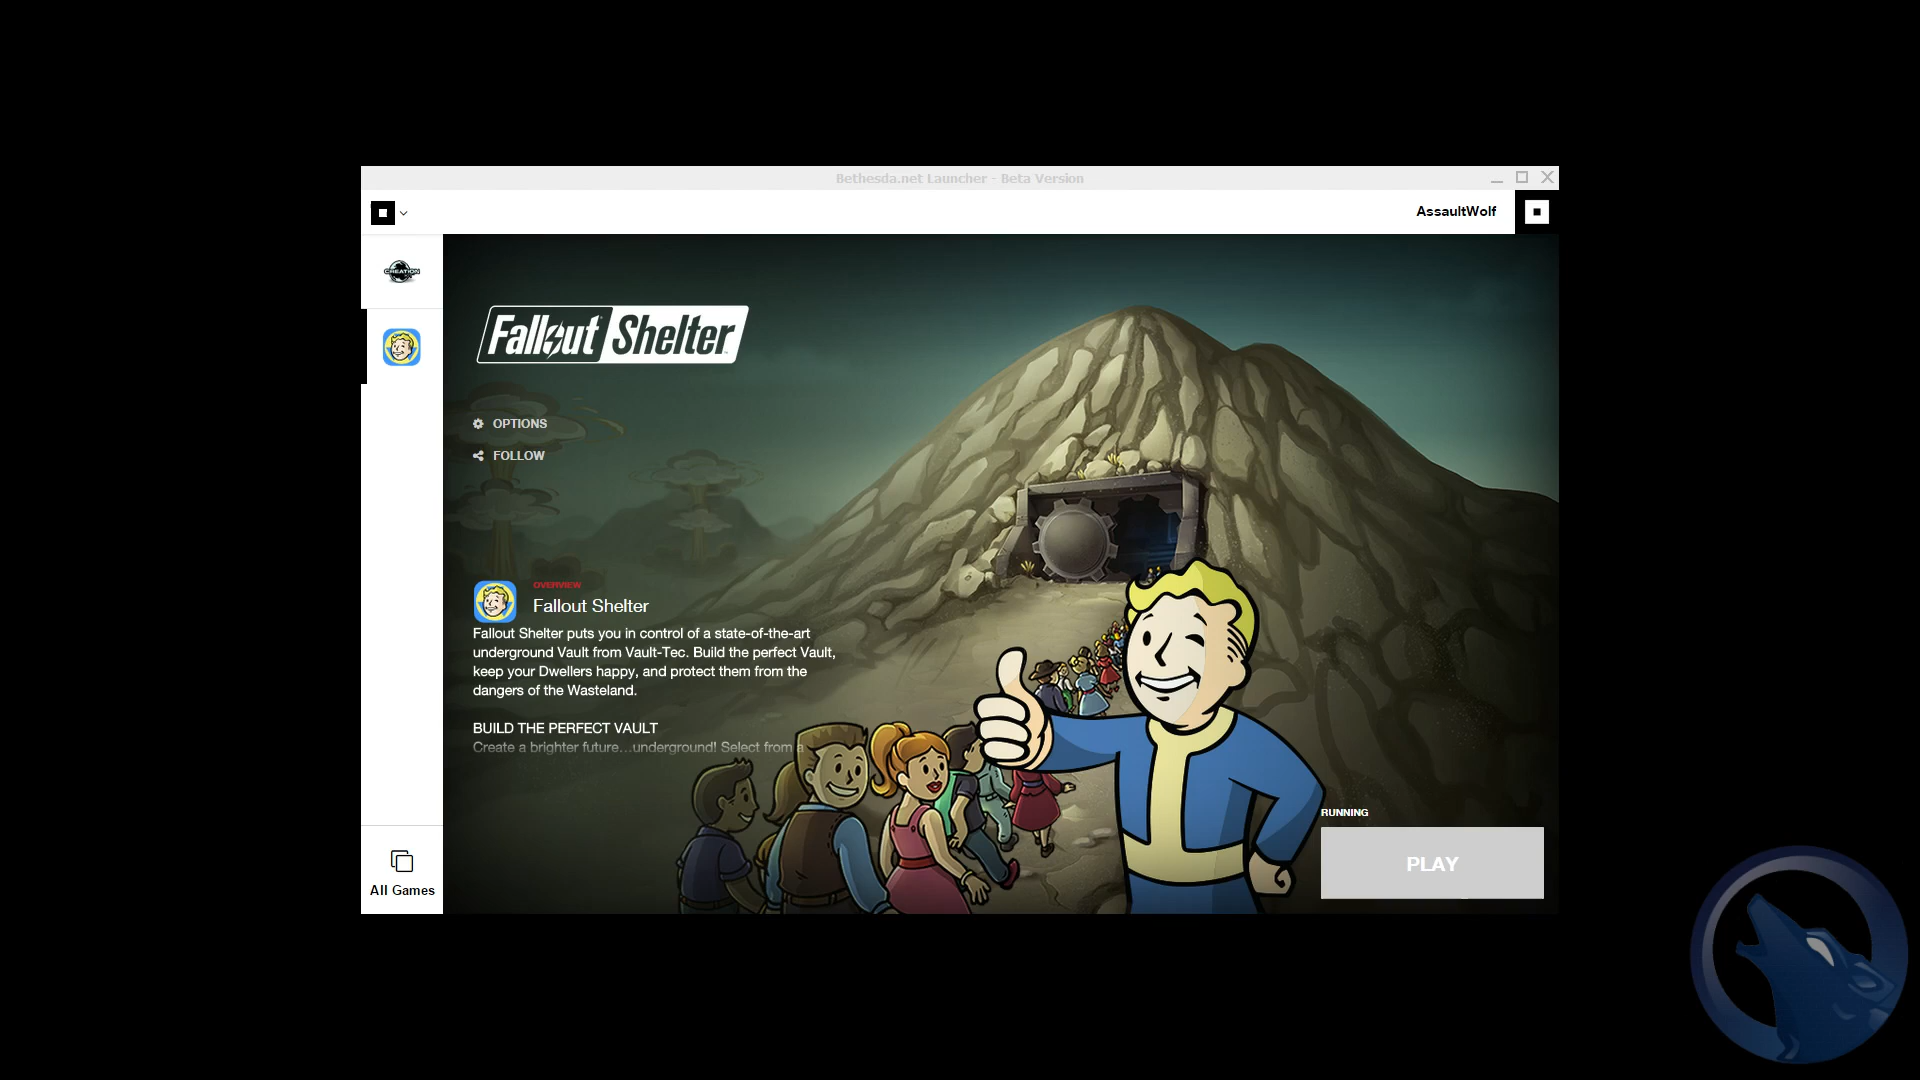 Bethesda.net Launcher - Beta Version
AssaultWolf
CREATION
Fallout Shelter
OPTIONS
FOLLOW
OVERVIEW
Fallout Shelter
Fallout Shelter puts you in control of a state-of-the-art
underground Vault from Vault-Tec. Build the perfect Vault,
keep your Dwellers happy, and protect them from the
dangers of the Wasteland.
BUILD THE PERFECT VAULT
Create a brighter future…underground! Select from a
RUNNING
PLAY
All Games